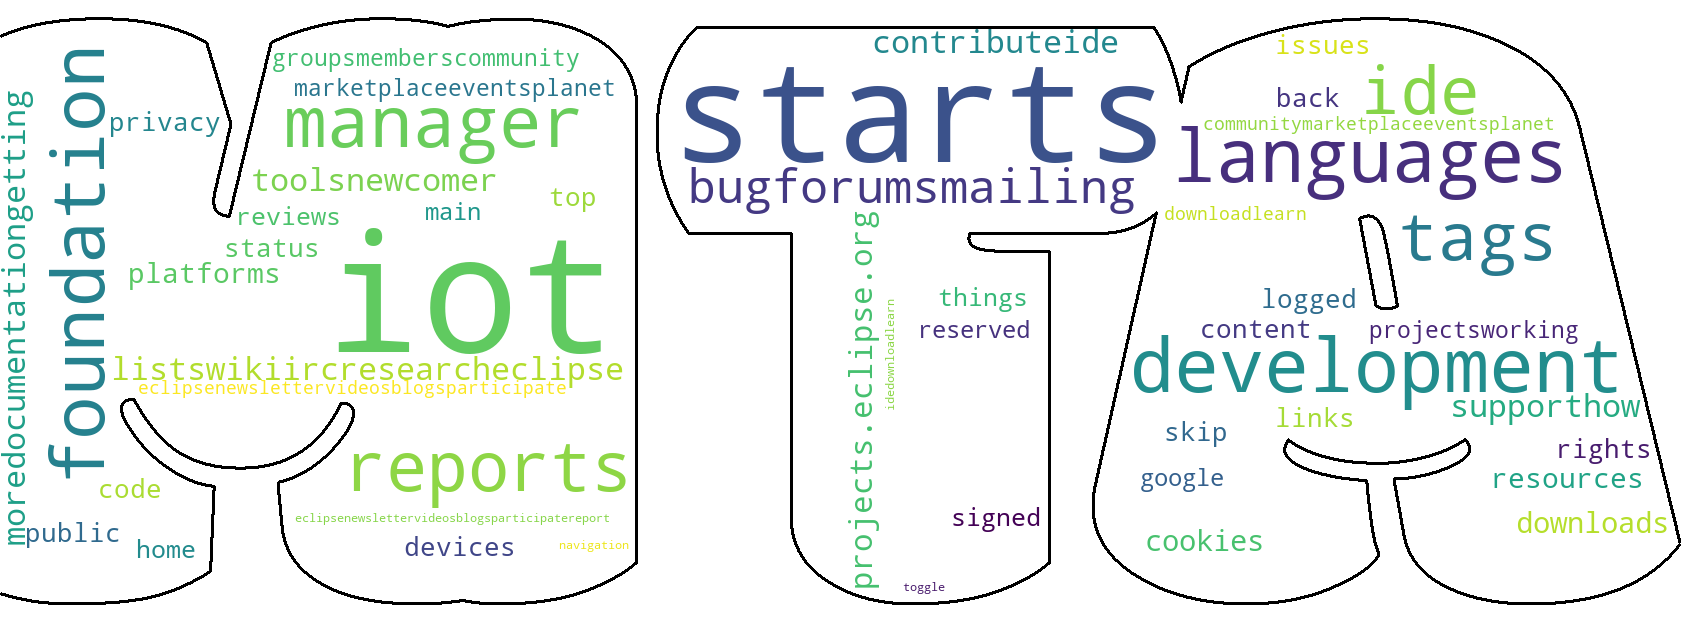 groupsmemberscommunity
marketplaceeventsplanet
manager
privacy
foundation
moredocumentationgetting
toolsnewcomer
top
main
reviews
status
platforms
iot
listswikiircresearcheclipse
eclipsenewslettervideosblogsparticipate
reports
code
eclipsenewslettervideosblogsparticipatereport
public
home
devices
navigation
contributeide
starts
bugforumsmailing
projects.eclipse.org
idedownloadlearn
things
reserved
signed
toggle
issues
ide
back
communitymarketplaceeventsplanet
languages
downloadlearn
tags
logged
content
projectsworking
development
supporthow
links
skip
rights
google
resources
downloads
cookies